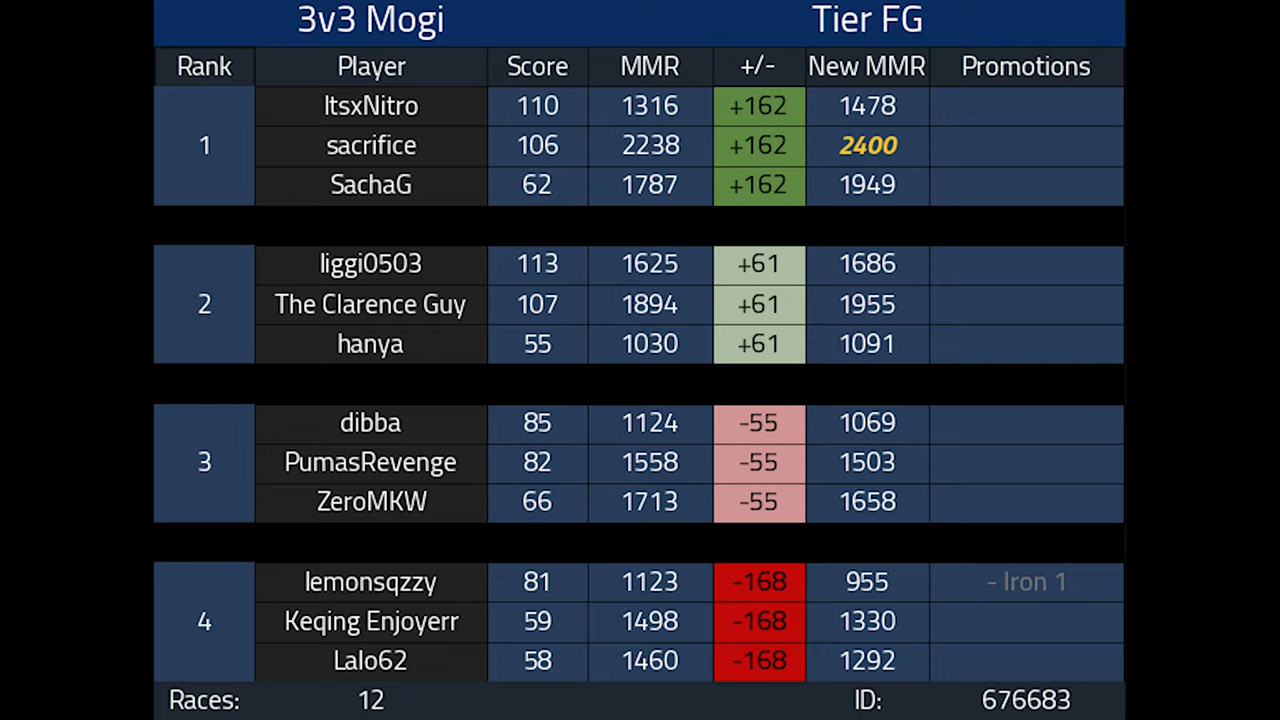 3v3 Mogi Tier FG
Rank Player Score MMR +/- New MMR Promotions
ItsxNitro 110 1316 +162 1478
1 sacrifice 106 2238 +162 2400
SachaG 62 1787 +162 1949
liggi0503 113 1625 +61 1686
2 The Clarence Guy 107 1894 +61 1955
hanya 55 1030 +61 1091
dibba 85 1124 -55 1069
3 PumasRevenge 82 1558 -55 1503
ZeroMKW 66 1713 -55 1658
lemonsqzzy 81 1123 -168 955 - Iron 1
4 Keqing Enjoyerr 59 1498 -168 1330
Lalo62 58 1460 -168 1292
Races: 12 ID: 676683